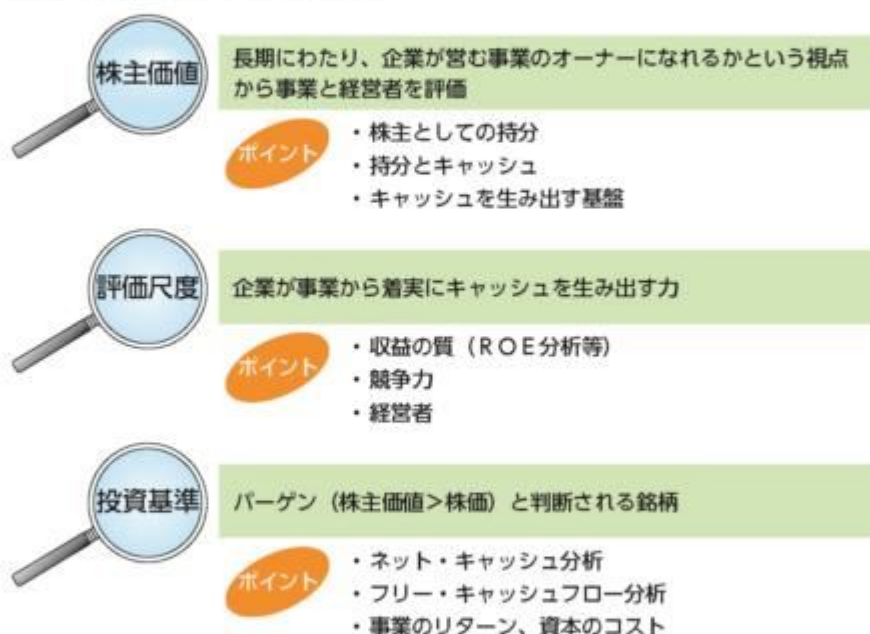 株主価値
長期にわたり、企業が営む事業のオーナーになれるかという視点
から事業と経営者を評価
ポイント
・株主としての持分
・持分とキャッシュ
・キャッシュを生み出す基盤
評価尺度
企業が事業から着実にキャッシュを生み出す力
ポイント
・収益の質（ＲＯＥ分析等）
・競争力
・経営者
投資基準
バーゲン（株主価値＞株価）と判断される銘柄
ポイント
・ネット・キャッシュ分析
・フリー・キャッシュフロー分析
・事業のリターン、資本のコスト